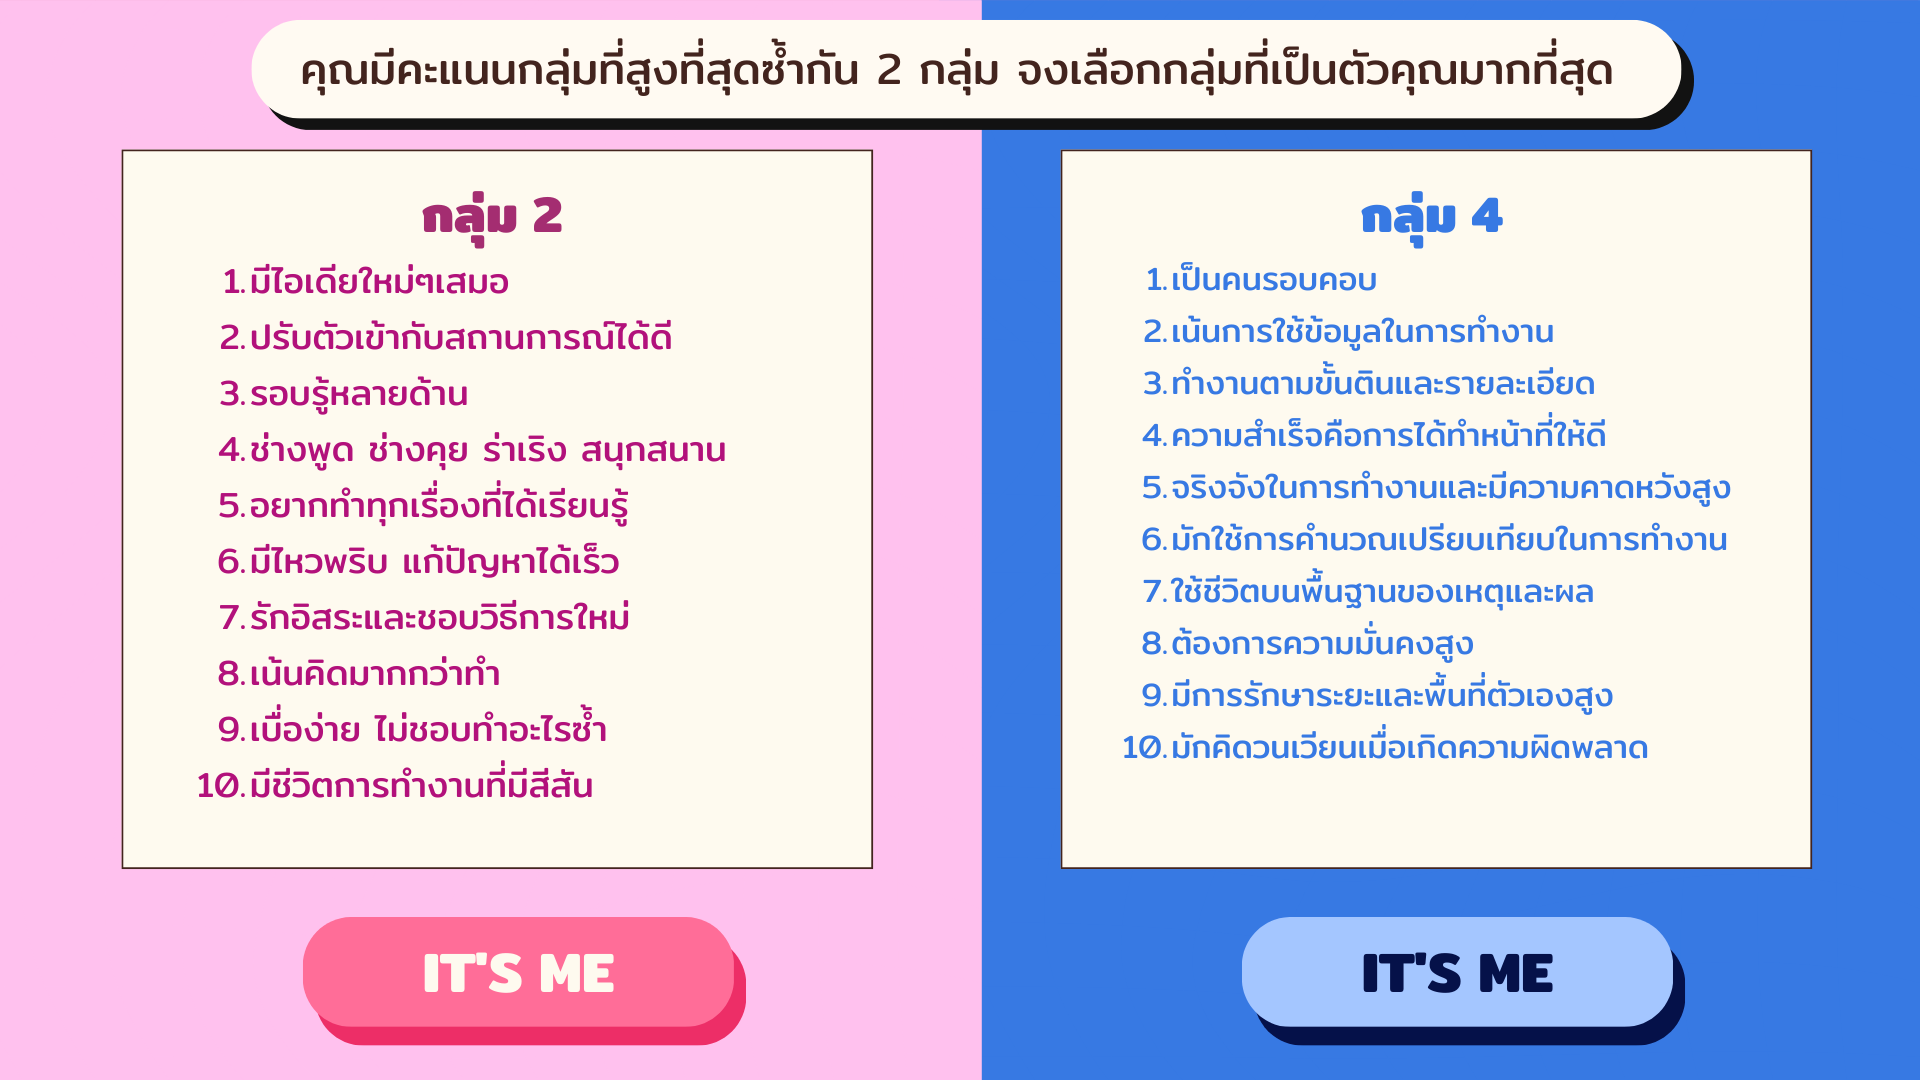 คุณมีคะแนนกลุ่มที่สูงที่สุดซ้ำกัน 2 กลุ่ม จงเลือกกลุ่มที่เป็นตัวคุณมากที่สุด
กลุ่ม 2
1. มีไอเดียใหม่ๆเสมอ
2. ปรับตัวเข้ากับสถานการณ์ได้ดี
3. รอบรู้หลายด้าน
4. ช่างพูด ช่างคุย ร่าเริง สนุกสนาน
5. อยากทำทุกเรื่องที่ได้เรียนรู้
6. มีไหวพริบ แก้ปัญหาได้เร็ว
7. รักอิสระและชอบวิธีการใหม่
8. เน้นคิดมากกว่าทำ
9. เบื่อง่าย ไม่ชอบทำอะไรซ้ำ
10. มีชีวิตการทำงานที่มีสีสัน
IT'S ME
กลุ่ม 4
1. เป็นคนรอบคอบ
2. เน้นการใช้ข้อมูลในการทำงาน
3. ทำงานตามขั้นตินและรายละเอียด
4. ความสำเร็จคือการได้ทำหน้าที่ให้ดี
5. จริงจังในการทำงานและมีความคาดหวังสูง
6. มักใช้การคำนวณเปรียบเทียบในการทำงาน
7. ใช้ชีวิตบนพื้นฐานของเหตุและผล
8. ต้องการความมั่นคงสูง
9. มีการรักษาระยะและพื้นที่ตัวเองสูง
10. มักคิดวนเวียนเมื่อเกิดความผิดพลาด
IT'S ME